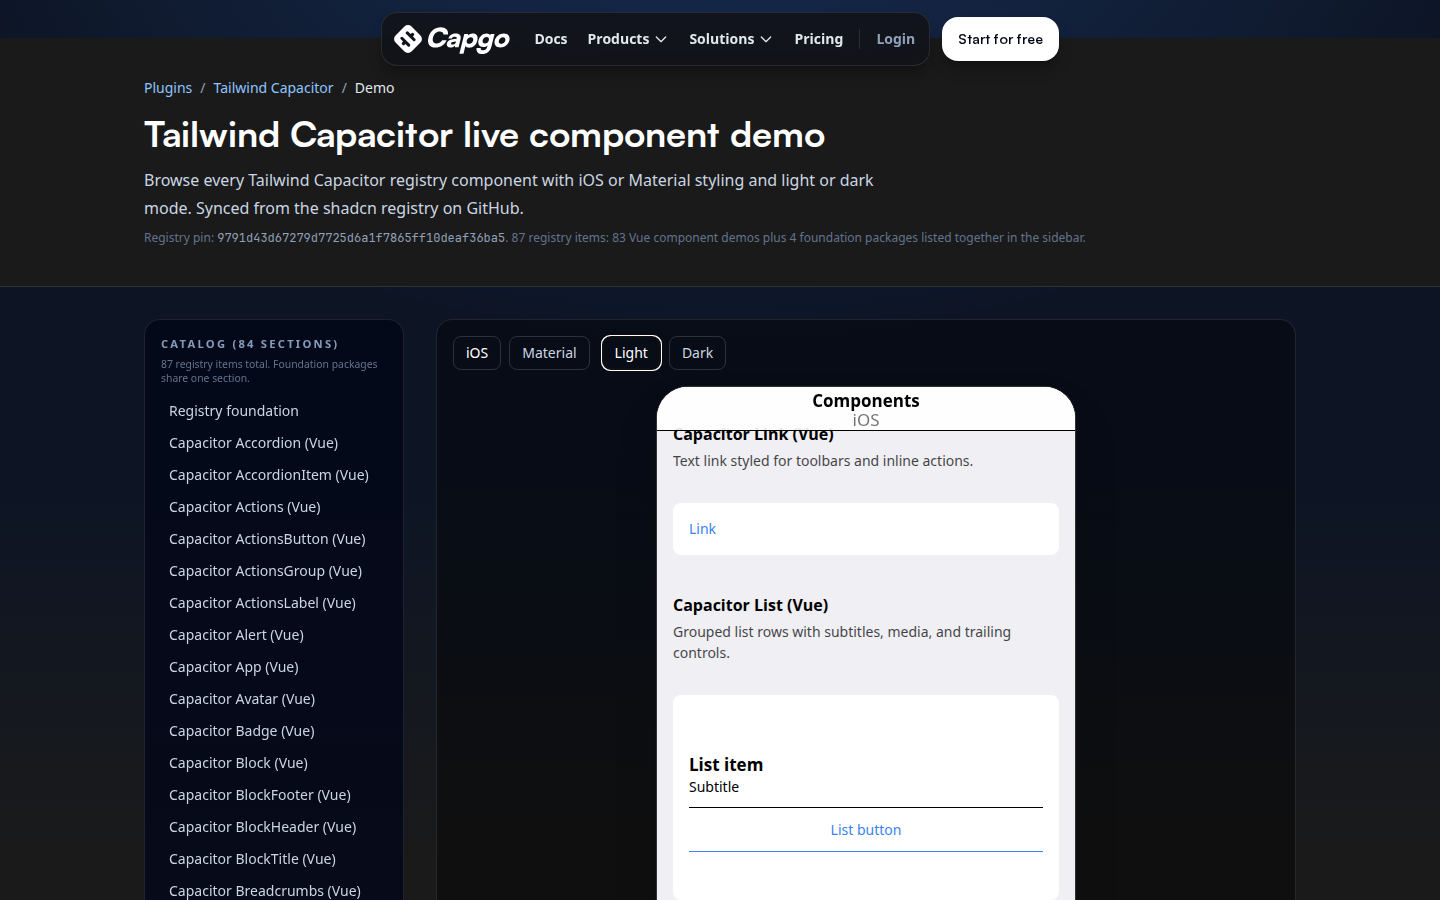 Capgo
Docs
Products
Solutions
Pricing
Login
Start for free
Plugins / Tailwind Capacitor / Demo
Tailwind Capacitor live component demo
Browse every Tailwind Capacitor registry component with iOS or Material styling and light or dark
mode. Synced from the shadcn registry on GitHub.
Registry pin: 9791d43d67279d7725d6a1f7865ff10deaf36ba5. 87 registry items: 83 Vue component demos plus 4 foundation packages listed together in the sidebar.
CATALOG (84 SECTIONS)
87 registry items total. Foundation packages
share one section.
Registry foundation
Capacitor Accordion (Vue)
Capacitor AccordionItem (Vue)
Capacitor Actions (Vue)
Capacitor ActionsButton (Vue)
Capacitor ActionsGroup (Vue)
Capacitor ActionsLabel (Vue)
Capacitor Alert (Vue)
Capacitor App (Vue)
Capacitor Avatar (Vue)
Capacitor Badge (Vue)
Capacitor Block (Vue)
Capacitor BlockFooter (Vue)
Capacitor BlockHeader (Vue)
Capacitor BlockTitle (Vue)
Capacitor Breadcrumbs (Vue)
iOS
Material
Light
Dark
Components
iOS
Capacitor Link (Vue)
Text link styled for toolbars and inline actions.
Link
Capacitor List (Vue)
Grouped list rows with subtitles, media, and trailing
controls.
List item
Subtitle
List button